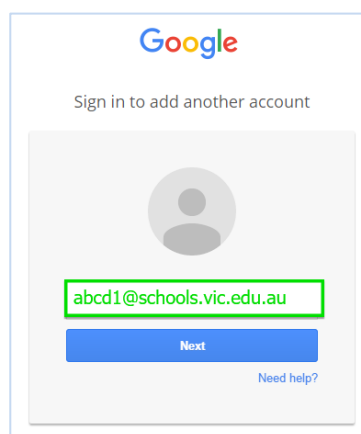 Google
Sign in to add another account
abcd1@schools.vic.edu.au
Next
Need help?